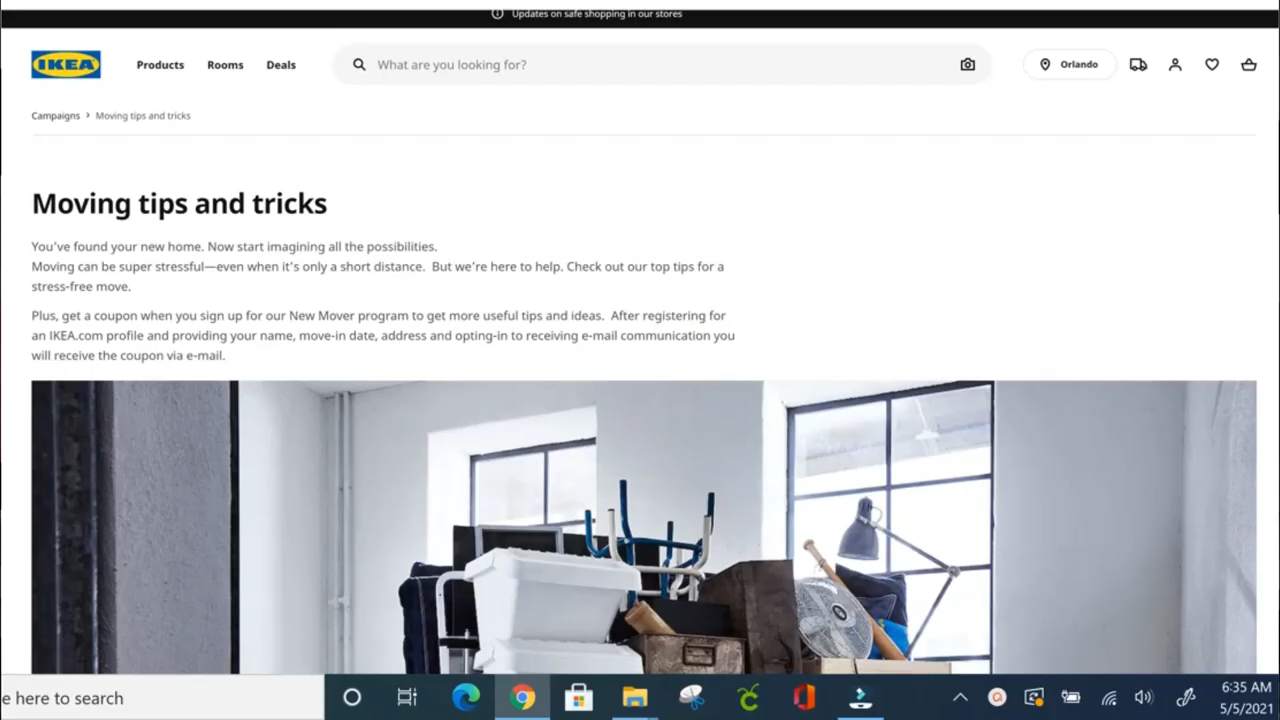 Updates on safe shopping in our stores
IKEA
Products Rooms Deals
What are you looking for?
Orlando
Campaigns > Moving tips and tricks
Moving tips and tricks
You've found your new home. Now start imagining all the possibilities.
Moving can be super stressful—even when it's only a short distance. But we're here to help. Check out our top tips for a
stress-free move.
Plus, get a coupon when you sign up for our New Mover program to get more useful tips and ideas. After registering for
an IKEA.com profile and providing your name, move-in date, address and opting-in to receiving e-mail communication you
will receive the coupon via e-mail.
e here to search
6:35 AM
5/5/2021